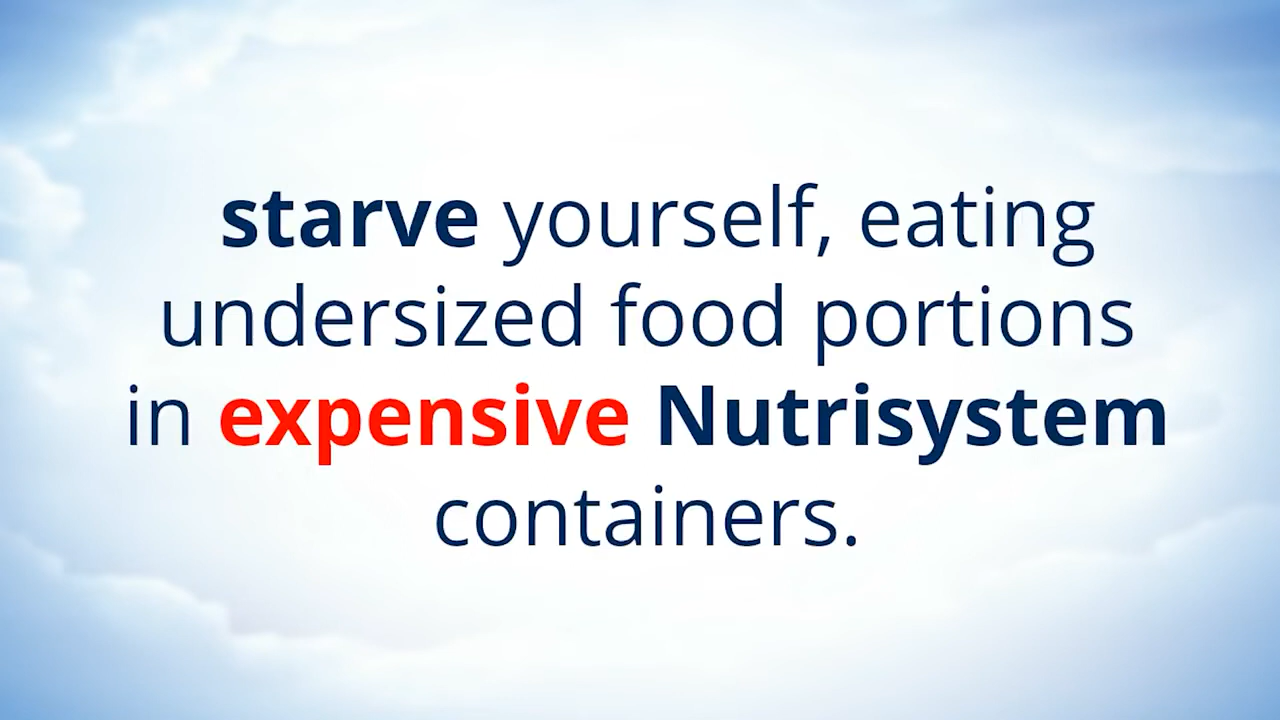 starve yourself, eating
undersized food portions
in expensive Nutrisystem
containers.